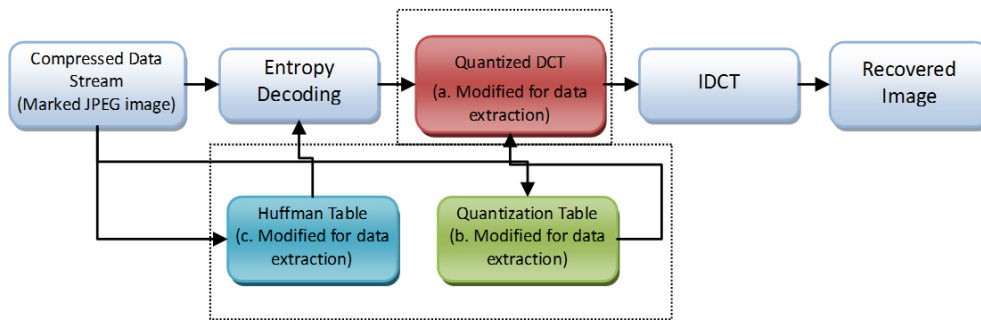 Compressed Data
Stream
(Marked JPEG image)
Entropy
Decoding
Quantized DCT
(a. Modified for data
extraction)
IDCT
Recovered
Image
Huffman Table
(c. Modified for data
extraction)
Quantization Table
(b. Modified for data
extraction)